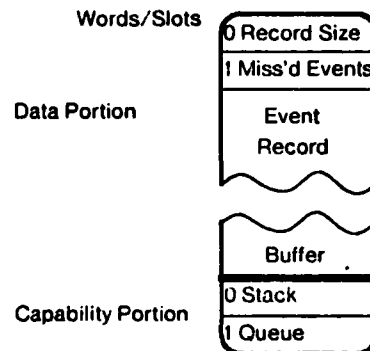 Words/Slots
0 Record Size
1 Miss'd Events
Data Portion
Event
Record
Buffer
0 Stack
Capability Portion
1 Queue